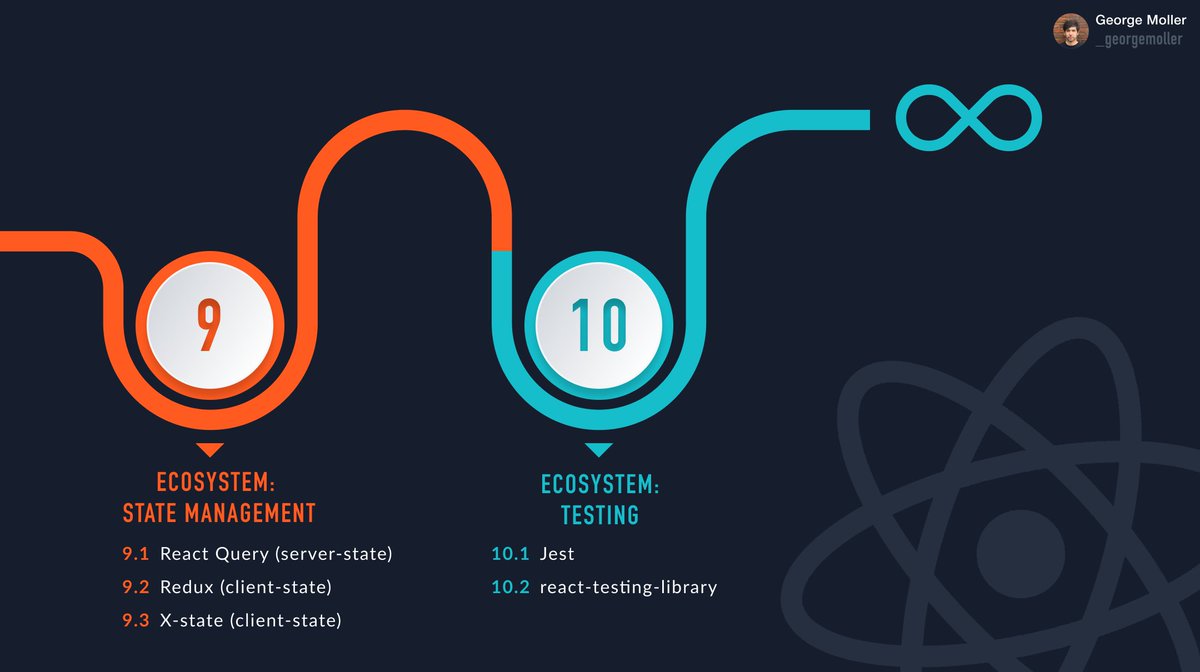 George Moller
_georgemoller
9
10
ECOSYSTEM:
STATE MANAGEMENT
9.1 React Query (server-state)
9.2 Redux (client-state)
9.3 X-state (client-state)
ECOSYSTEM:
TESTING
10.1 Jest
10.2 react-testing-library